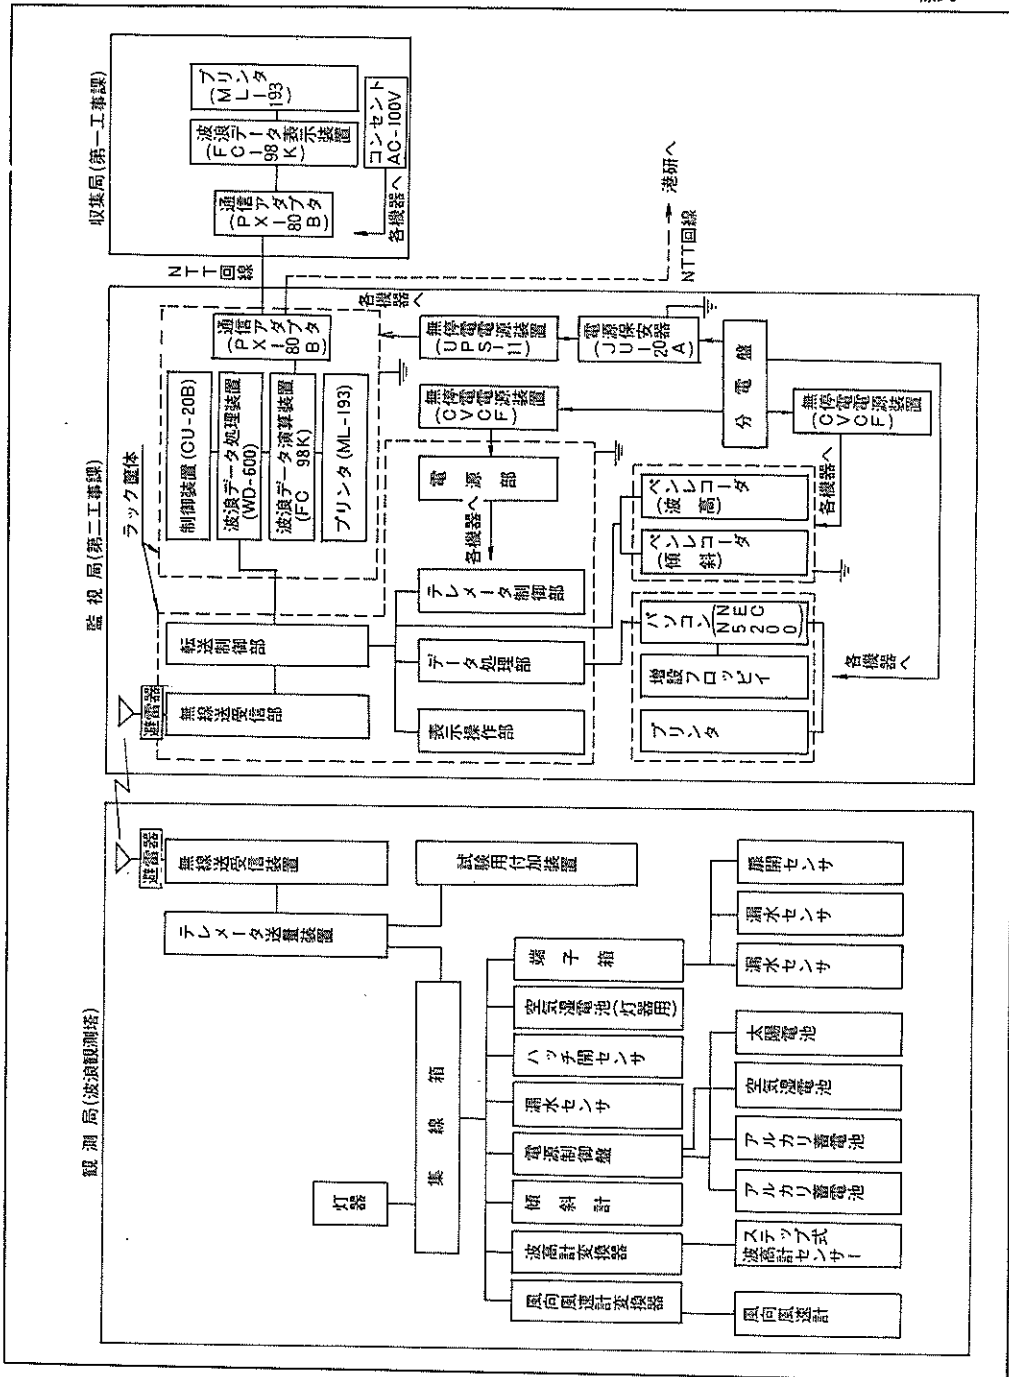 観測局(波浪観測塔)
避雷器
無線送受信装置
テレメータ送量装置
試験用付加装置
灯器
集線箱
風向風速計変換器
波高計変換器
傾斜計
電源制御盤
漏水センサ
ハッチ開センサ
空気湿電池(灯器用)
端子箱
風向風速計
ステップ式
波高計センサー
アルカリ蓄電池
アルカリ蓄電池
空気湿電池
太陽電池
漏水センサ
漏水センサ
扉開センサ
監視局(第二工事課)
ラック筐体
避雷器
無線送受信部
転送制御部
表示操作部
データ処理部
テレメータ制御部
各機器へ
電源部
制御装置(CU-20B)
波浪データ処理装置
(WD-600)
波浪データ演算装置
(FC 98K)
プリンタ(ML-193)
通信アダプタ
(PX-180B)
各機器へ
無停電電源装置
(CVCF)
無停電電源装置
(UPS-111)
電源保安器
(JU-120A)
分電盤
無停電電源装置
(CVCF)
プリンタ
増設フロッピイ
パソコン(NEC
N5200)
各機器へ
ペンレコーダ
(傾斜)
ペンレコーダ
(波高)
各機器へ
NTT回線
港研へ
NTT回線
収集局(第一工事課)
通信アダプタ
(PX-180B)
波浪データ表示装置
(FC-198K)
プリンタ
(ML-193)
コンセント
AC-100V
各機器へ